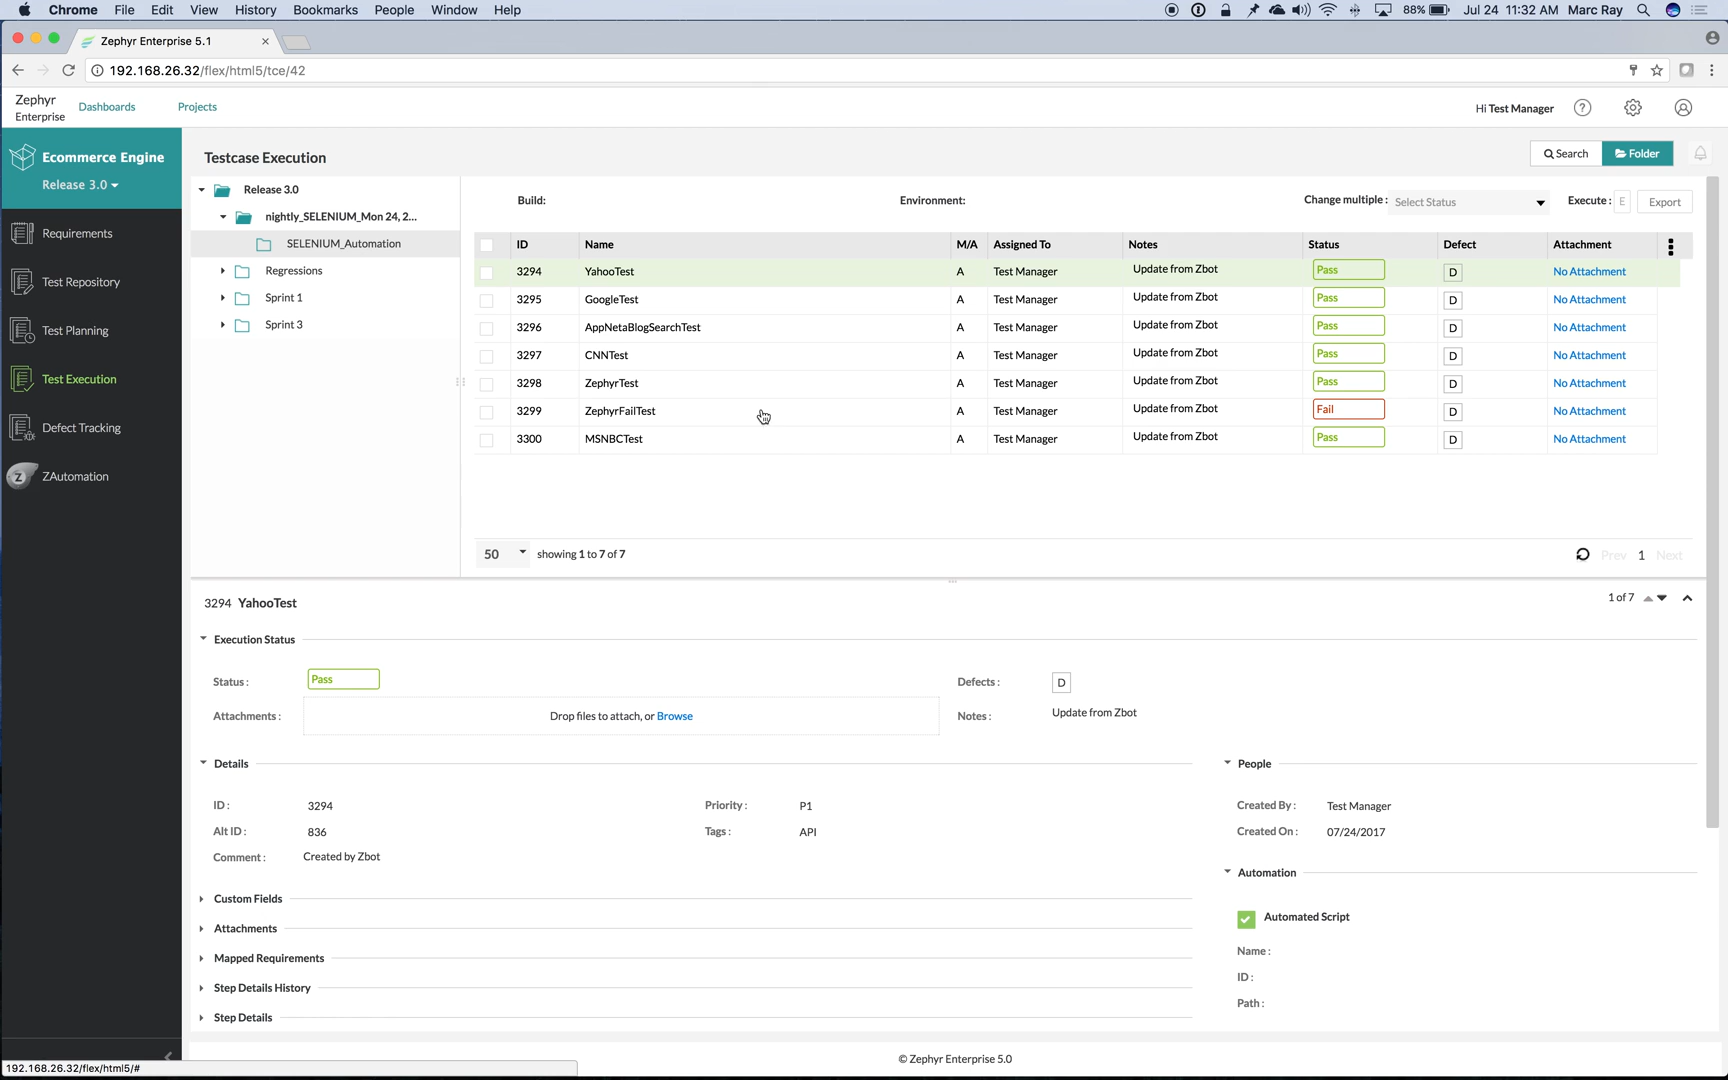 Chrome File Edit View History Bookmarks People Window Help 88% Jul 24 11:32 AM Marc Ray
Zephyr Enterprise 5.1
192.168.26.32/flex/html5/tce/42
Zephyr
Enterprise
Dashboards Projects
Hi Test Manager
Ecommerce Engine
Release 3.0
Requirements
Test Repository
Test Planning
Test Execution
Defect Tracking
ZAutomation
Testcase Execution
Search Folder
Release 3.0
nightly_SELENIUM_Mon 24, 2...
SELENIUM_Automation
Regressions
Sprint 1
Sprint 3
Build: Environment: Change multiple : Select Status Execute : E Export
ID Name M/A Assigned To Notes Status Defect Attachment
3294 YahooTest A Test Manager Update from Zbot Pass D No Attachment
3295 GoogleTest A Test Manager Update from Zbot Pass D No Attachment
3296 AppNetaBlogSearchTest A Test Manager Update from Zbot Pass D No Attachment
3297 CNNTest A Test Manager Update from Zbot Pass D No Attachment
3298 ZephyrTest A Test Manager Update from Zbot Pass D No Attachment
3299 ZephyrFailTest A Test Manager Update from Zbot Fail D No Attachment
3300 MSNBCTest A Test Manager Update from Zbot Pass D No Attachment
50 showing 1 to 7 of 7 Prev 1 Next
3294 YahooTest 1 of 7
Execution Status
Status : Pass Defects : D
Attachments : Drop files to attach, or Browse Notes : Update from Zbot
Details
ID : 3294 Priority : P1
Alt ID : 836 Tags : API
Comment : Created by Zbot
People
Created By : Test Manager
Created On : 07/24/2017
Automation
Automated Script
Name :
ID :
Path :
Custom Fields
Attachments
Mapped Requirements
Step Details History
Step Details
© Zephyr Enterprise 5.0
192.168.26.32/flex/html5/#